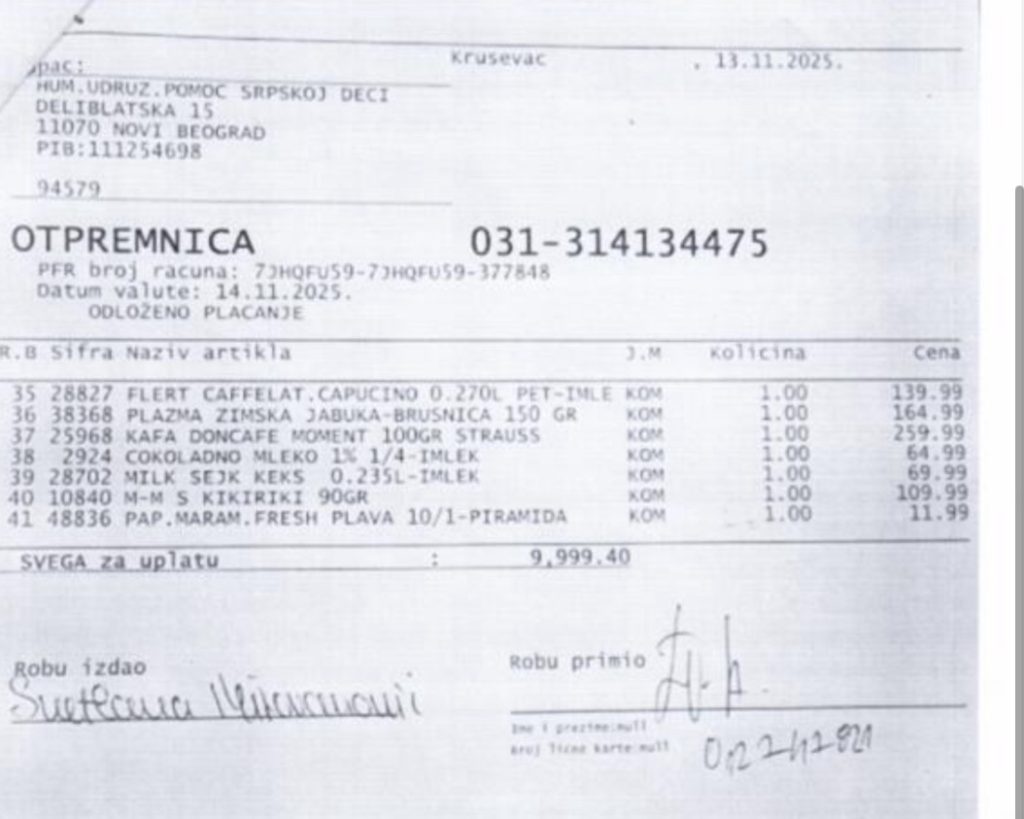 pac:
Krusevac , 13.11.2025.
HUM.UDRUZ.POMOC SRPSKOJ DECI
DELIBLATSKA 15
11070 NOVI BEOGRAD
PIB:111254698
94579
OTPREMNICA 031-314134475
PFR broj racuna: 7JHQFU59-7JHQFU59-377848
Datum valute: 14.11.2025.
ODLOŽENO PLACANJE
R.B Sifra Naziv artikla J.M Kolicina Cena
35 28827 FLERT CAFFELAT.CAPUCINO 0.270L PET-IMLE KOM 1.00 139.99
36 38368 PLAZMA ZIMSKA JABUKA-BRUSNICA 150 GR KOM 1.00 164.99
37 25968 KAFA DONCAFE MOMENT 100GR STRAUSS KOM 1.00 259.99
38 2924 COKOLADNO MLEKO 1% 1/4-IMLEK KOM 1.00 64.99
39 28702 MILK SEJK KEKS 0.235L-IMLEK KOM 1.00 69.99
40 10840 M-M S KIKIRIKI 90GR KOM 1.00 109.99
41 48836 PAP.MARAM.FRESH PLAVA 10/1-PIRAMIDA KOM 1.00 11.99
SVEGA za uplatu : 9,999.40
Robu izdao Robu primio
Svetlana
Ime i prezime:null
Broj licne karte:null